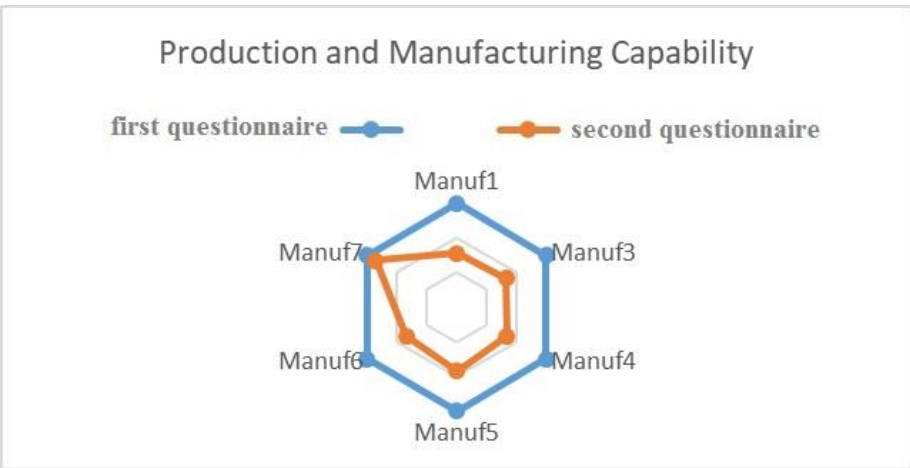 Production and Manufacturing Capability
first questionnaire
second questionnaire
Manuf1
Manuf7
Manuf3
Manuf6
Manuf4
Manuf5